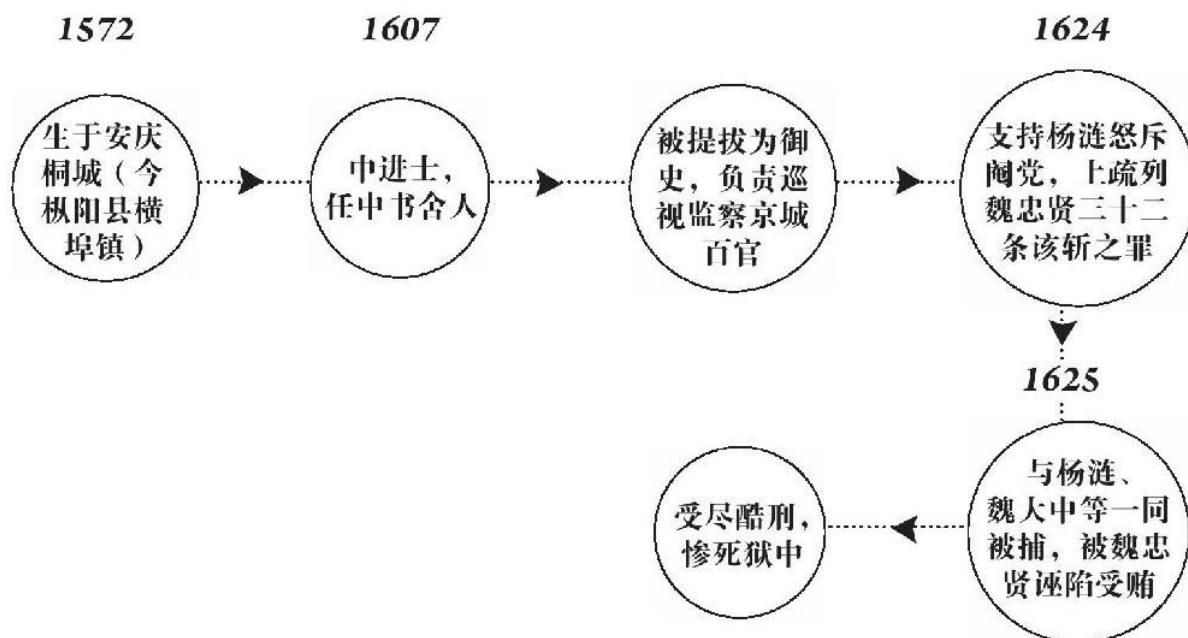 1572
生于安庆
桐城（今
枞阳县横
埠镇）
1607
中进士，
任中书舍人
被提拔为御
史，负责巡
视监察京城
百官
1624
支持杨涟怒斥
阉党，上疏列
魏忠贤三十二
条该斩之罪
1625
与杨涟、
魏大中等一同
被捕，被魏忠
贤诬陷受贿
受尽酷刑，
惨死狱中